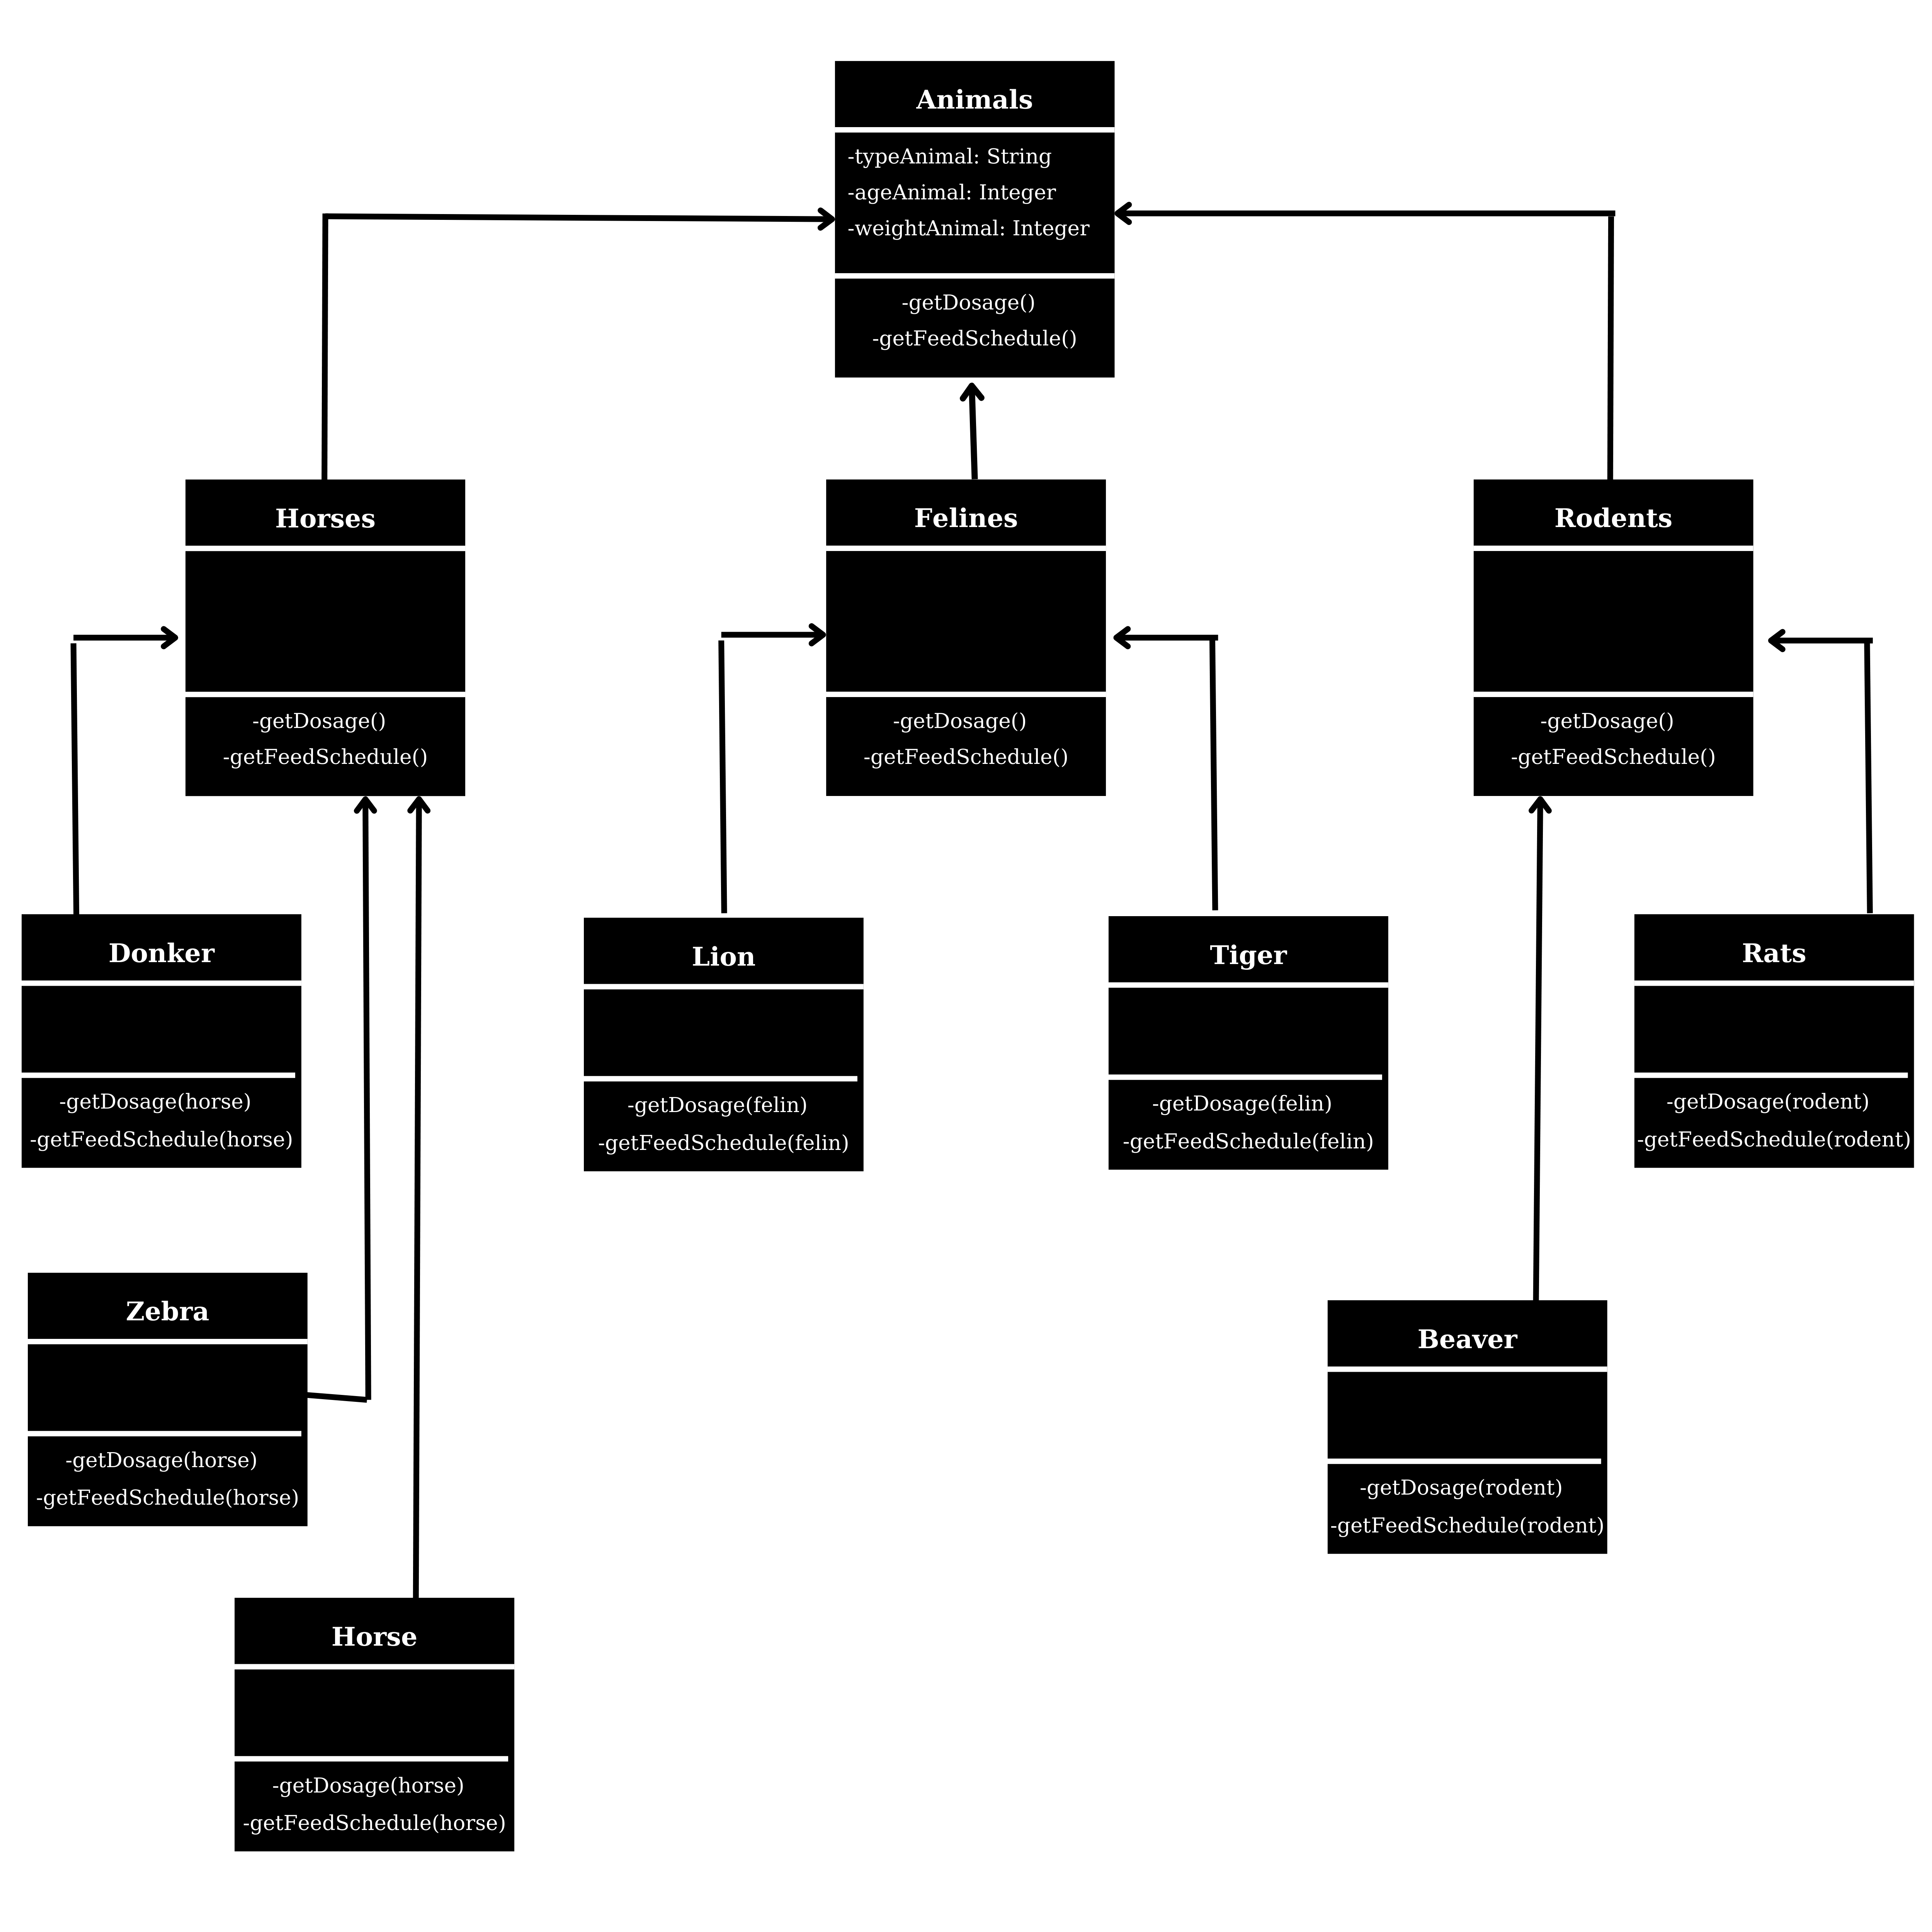 Animals
-typeAnimal: String
-ageAnimal: Integer
-weightAnimal: Integer
-getDosage()
-getFeedSchedule()
Horses
-getDosage()
-getFeedSchedule()
Felines
-getDosage()
-getFeedSchedule()
Rodents
-getDosage()
-getFeedSchedule()
Donker
-getDosage(horse)
-getFeedSchedule(horse)
Lion
-getDosage(felin)
-getFeedSchedule(felin)
Tiger
-getDosage(felin)
-getFeedSchedule(felin)
Rats
-getDosage(rodent)
-getFeedSchedule(rodent)
Zebra
-getDosage(horse)
-getFeedSchedule(horse)
Beaver
-getDosage(rodent)
-getFeedSchedule(rodent)
Horse
-getDosage(horse)
-getFeedSchedule(horse)